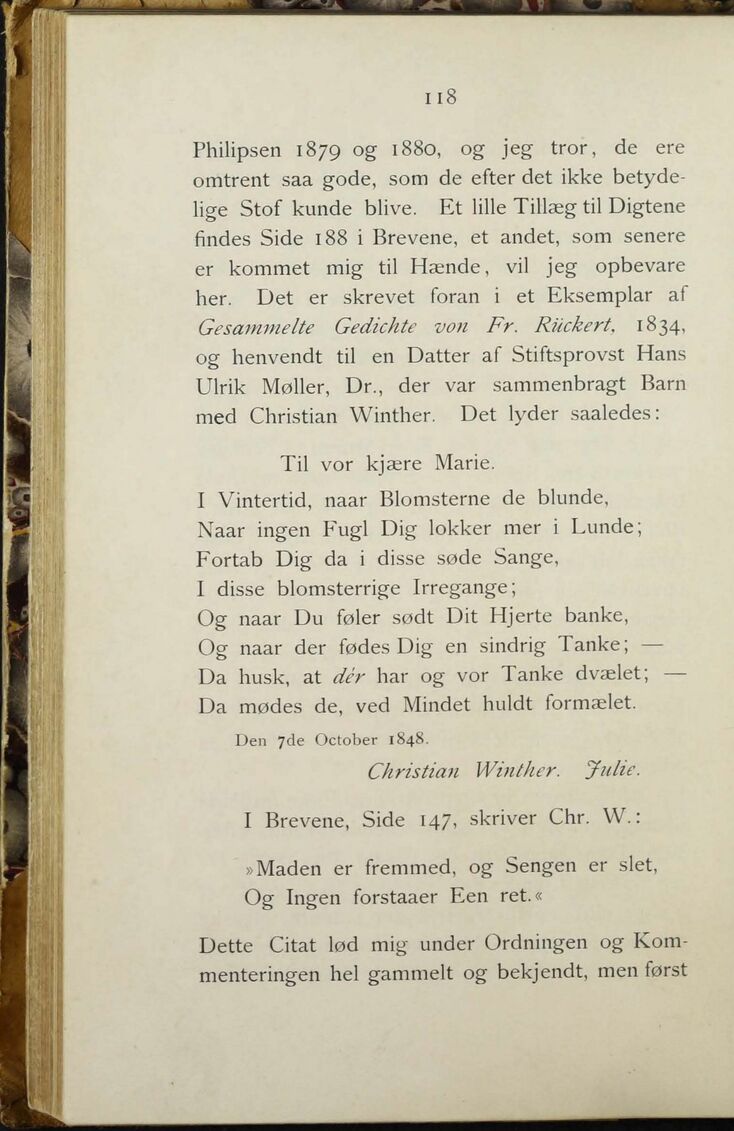 118
Philipsen 1879 og 1880, og jeg tror, de ere
omtrent saa gode, som de efter det ikke betyde-
lige Stof kunde blive. Et lille Tillæg til Digtene
findes Side 188 i Brevene, et andet, som senere
er kommet mig til Hænde, vil jeg opbevare
her. Det er skrevet foran i et Eksemplar af
Gesammelte Gedichte von Fr. Rückert, 1834,
og henvendt til en Datter af Stiftsprovst Hans
Ulrik Møller, Dr., der var sammenbragt Barn
med Christian Winther. Det lyder saaledes:
Til vor kjære Marie.
I Vintertid, naar Blomsterne de blunde,
Naar ingen Fugl Dig lokker mer i Lunde;
Fortab Dig da i disse søde Sange,
I disse blomsterrige Irregange;
Og naar Du føler sødt Dit Hjerte banke,
Og naar der fødes Dig en sindrig Tanke; —
Da husk, at dér har og vor Tanke dvælet; —
Da mødes de, ved Mindet huldt formælet.
Den 7de October 1848.
Christian Winther. Julie.
I Brevene, Side 147, skriver Chr. W.:
»Maden er fremmed, og Sengen er slet,
Og Ingen forstaaer Een ret.«
Dette Citat lød mig under Ordningen og Kom-
menteringen hel gammelt og bekjendt, men først